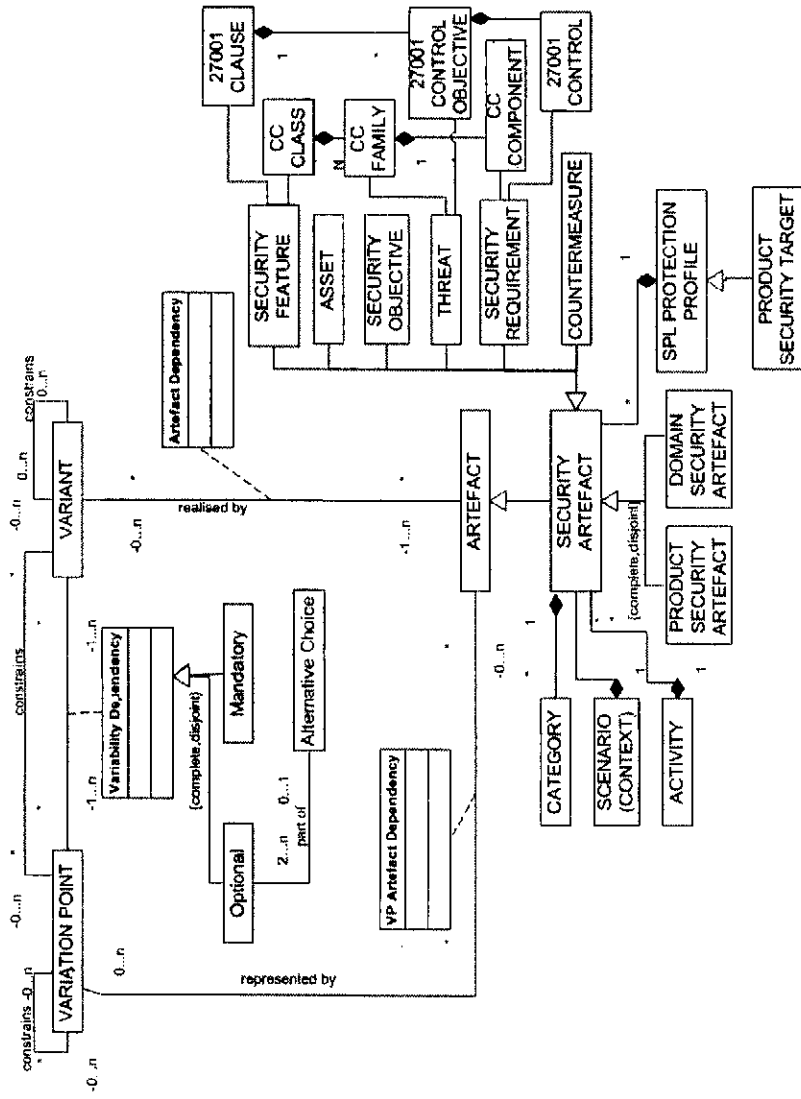 constrains
-0...n
*
-0...n
VARIATION POINT
*
-0...n
constrains
*
-0...n
VARIANT
0...n
constrains
0...n
*
-1...n
1
-1...n
*
Variability De,iendency
{complete,disjoint}
Optional
Mandatory
2...n
0...1
part of
Alternative Choice
0...n
represented by
VP Artefact Dependency
*
-0...n
*
realised by
-0...n
Artefact Dependency
-1...n
*
ARTEFACT
27001
CLAUSE
1
*
CC
CLASS
N
CC
FAMILY
1
*
27001
CONTROL
OBJECTIVE
CC
COMPONENT
27001
CONTROL
SECURITY
FEATURE
ASSET
SECURITY
OBJECTIVE
THREAT
SECURITY
REQUIREMENT
COUNTERMEASURE
SECURITY
ARTEFACT
*
1
SPL PROTECTION
PROFILE
PRODUCT
SECURITY TARGET
CATEGORY
1
SCENARIO
(CONTEXT)
1
ACTIVITY
1
{complete,disjoint}
PRODUCT
SECURITY
ARTEFACT
DOMAIN
SECURITY
ARTEFACT